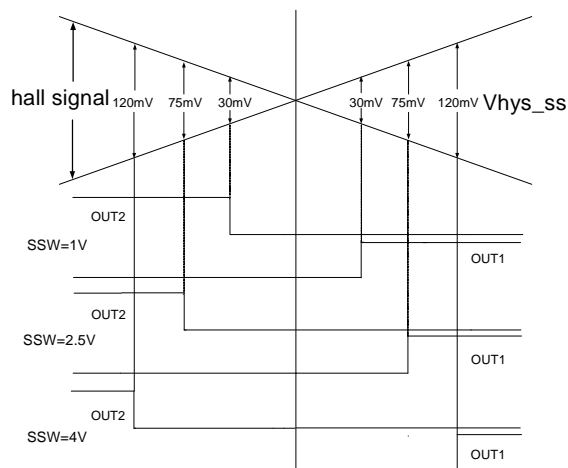 hall signal 120mV 75mV 30mV 30mV 75mV 120mV Vhys_ss
OUT2
SSW=1V
OUT1
OUT2
SSW=2.5V
OUT1
OUT2
SSW=4V
OUT1